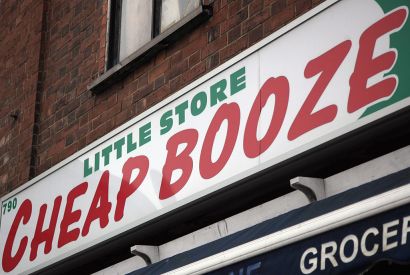 LITTLE STORE
790
CHEAP BOOZE
GROCER